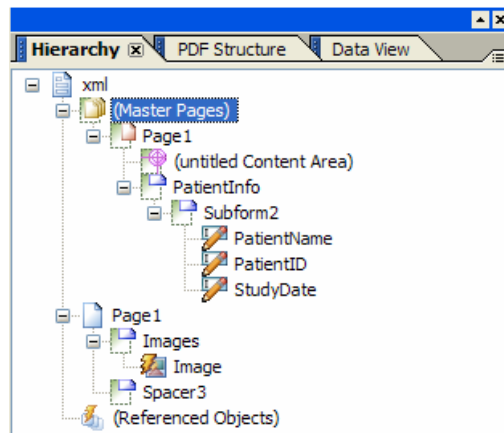 Hierarchy PDF Structure Data View
xml
(Master Pages)
Page1
(untitled Content Area)
PatientInfo
Subform2
PatientName
PatientID
StudyDate
Page1
Images
Image
Spacer3
(Referenced Objects)